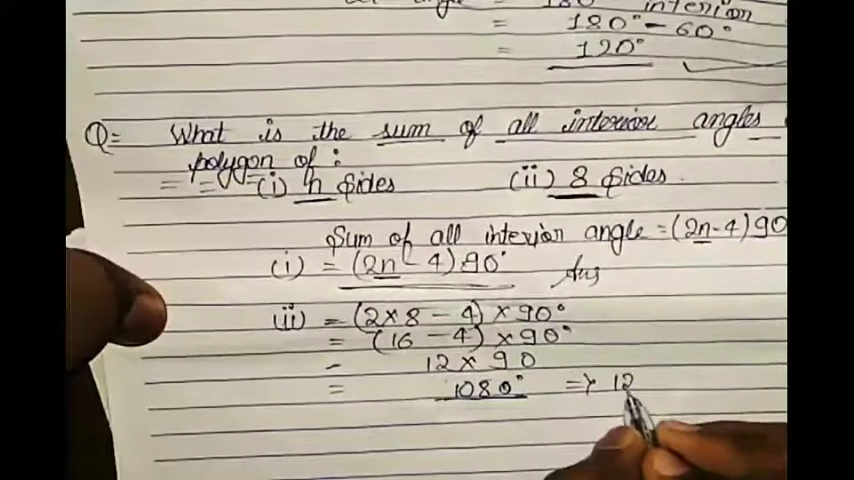 = 180° interion
= 180° - 60°
= 120°
Q= What is the sum of all interior angles
polygon of :
(i) n sides (ii) 8 sides .
Sum of all interior angle = (2n-4)90
(i) = (2n - 4) 90° Ans
(ii) = (2×8 - 4) × 90°
= (16 - 4) × 90°
- 12 × 90
= 1080° => 12